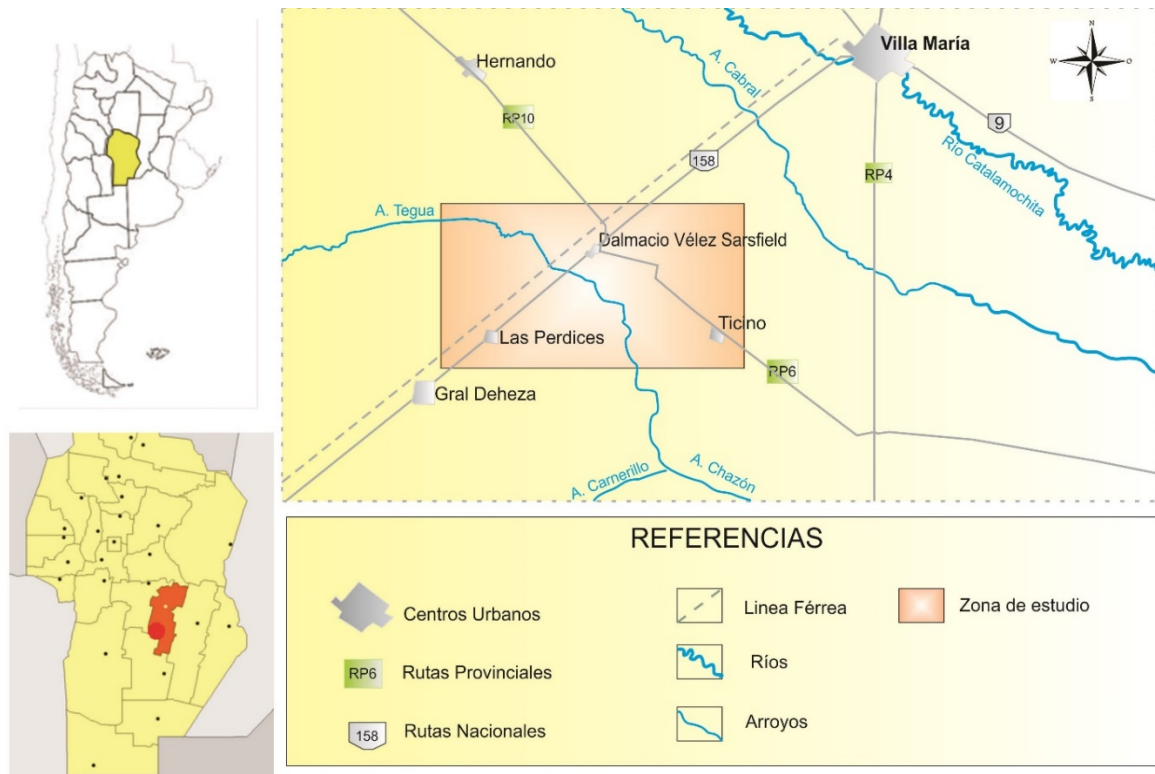 Villa María
N
W
O
S
Hernando
A. Cabral
RP10
9
158
Río Catalamochita
RP4
A. Tegua
Dalmacio Vélez Sarsfield
Las Perdices
Ticino
RP6
Gral Deheza
A. Carnerillo
A. Chazón
REFERENCIAS
Centros Urbanos
Linea Férrea
Zona de estudio
RP6
Rutas Provinciales
Ríos
158
Rutas Nacionales
Arroyos